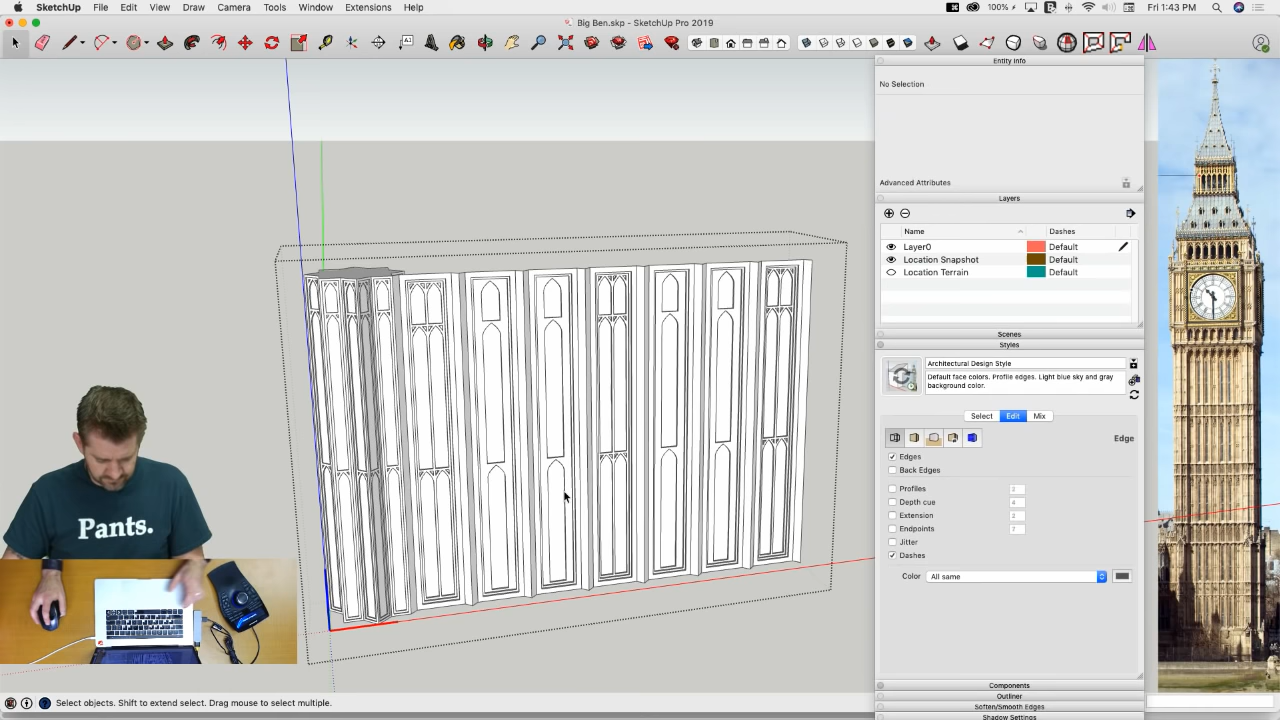 SketchUp File Edit View Draw Camera Tools Window Extensions Help
100% Fri 1:43 PM
Big Ben.skp - SketchUp Pro 2019
Entity Info
No Selection
Advanced Attributes
Layers
Name Dashes
Layer0 Default
Location Snapshot Default
Location Terrain Default
Scenes
Styles
Architectural Design Style
Default face colors. Profile edges. Light blue sky and gray
background color.
Select Edit Mix
Edge
Edges
Back Edges
Profiles 2
Depth cue 4
Extension 2
Endpoints 7
Jitter
Dashes
Color All same
Components
Outliner
Soften/Smooth Edges
Shadow Settings
Pants.
Select objects. Shift to extend select. Drag mouse to select multiple.